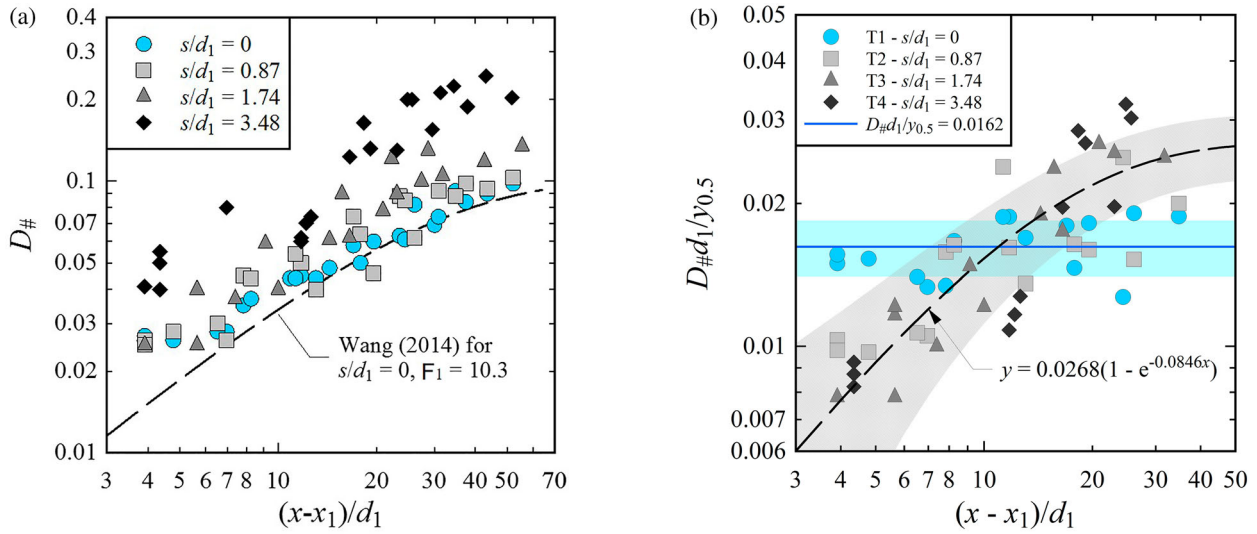 (a)
0.4
0.2
0.1
0.07
0.05
0.03
0.02
0.01
D#
s/d1 = 0
s/d1 = 0.87
s/d1 = 1.74
s/d1 = 3.48
Wang (2014) for
s/d1 = 0, F1 = 10.3
3 4 5 6 8 10 20 30 40 50 70
(x-x1)/d1
(b)
0.05
0.04
0.03
0.02
0.01
0.007
0.006
D#d1/y0.5
T1 - s/d1 = 0
T2 - s/d1 = 0.87
T3 - s/d1 = 1.74
T4 - s/d1 = 3.48
D#d1/y0.5 = 0.0162
y = 0.0268(1 - e-0.0846x)
3 4 5 6 7 8 10 20 30 40 50
(x - x1)/d1